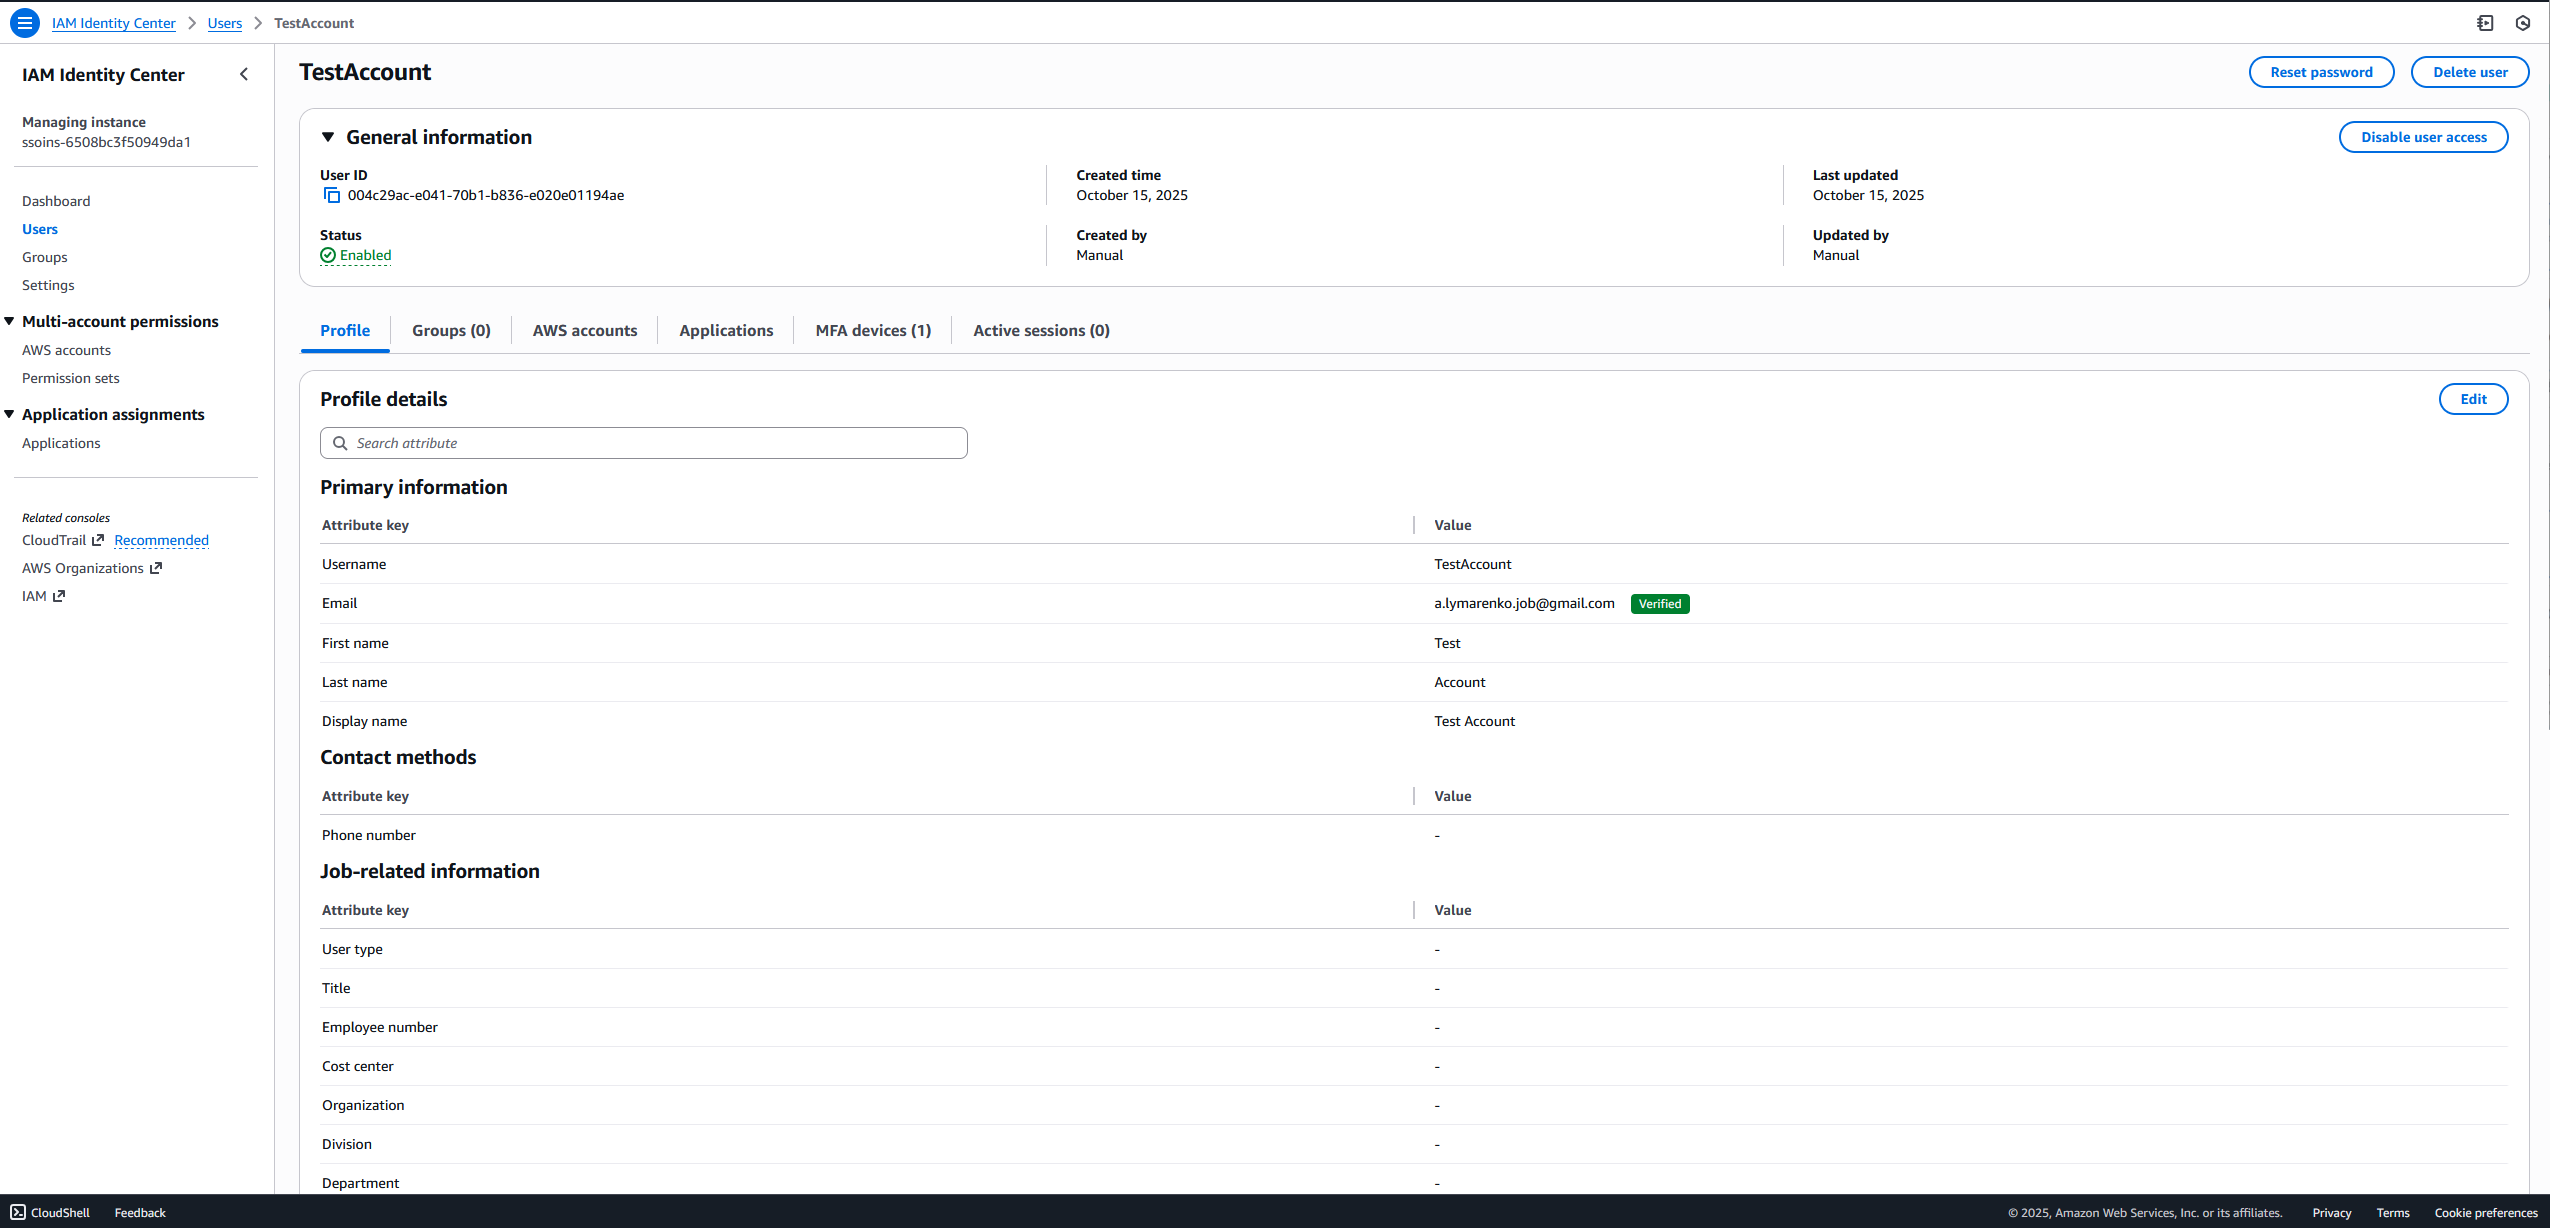 IAM Identity Center > Users > TestAccount
IAM Identity Center
Managing instance
ssoins-6508bc3f50949da1
Dashboard
Users
Groups
Settings
Multi-account permissions
AWS accounts
Permission sets
Application assignments
Applications
Related consoles
CloudTrail Recommended
AWS Organizations
IAM
TestAccount
Reset password
Delete user
General information
Disable user access
User ID
004c29ac-e041-70b1-b836-e020e01194ae
Created time
October 15, 2025
Last updated
October 15, 2025
Status
Enabled
Created by
Manual
Updated by
Manual
Profile
Groups (0)
AWS accounts
Applications
MFA devices (1)
Active sessions (0)
Profile details
Edit
Search attribute
Primary information
Attribute key Value
Username TestAccount
Email a.lymarenko.job@gmail.com Verified
First name Test
Last name Account
Display name Test Account
Contact methods
Attribute key Value
Phone number -
Job-related information
Attribute key Value
User type -
Title -
Employee number -
Cost center -
Organization -
Division -
Department -
CloudShell Feedback © 2025, Amazon Web Services, Inc. or its affiliates. Privacy Terms Cookie preferences